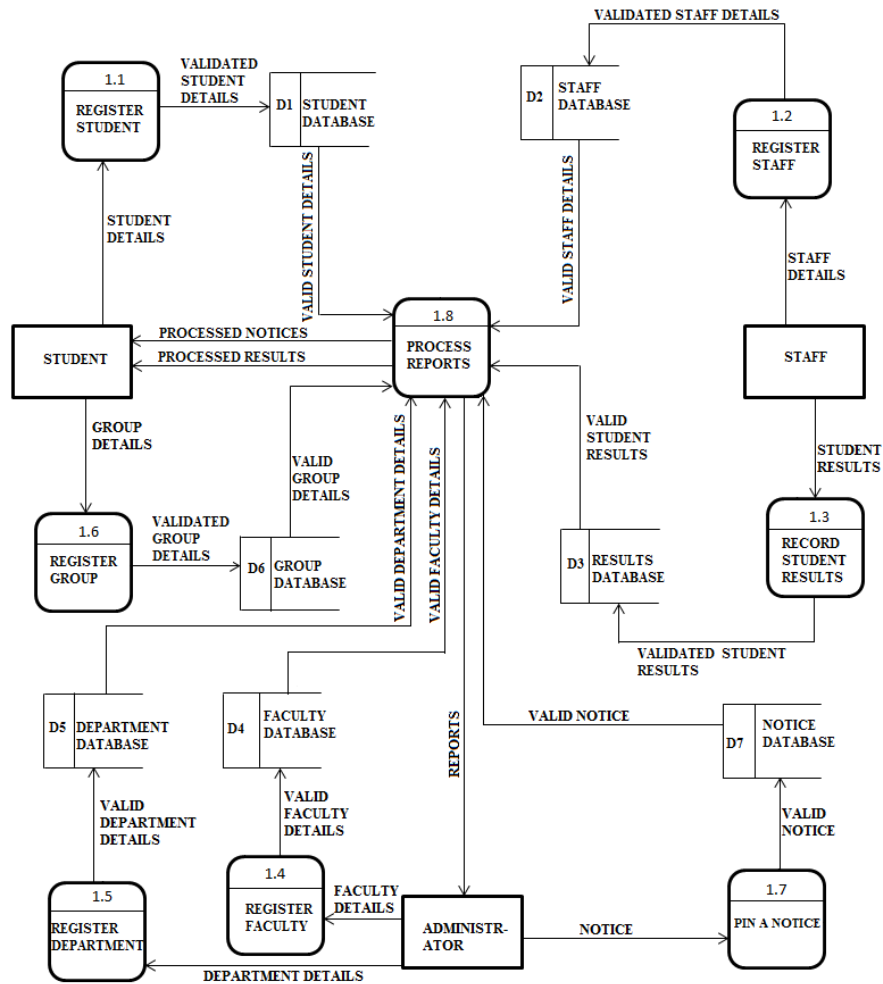 VALIDATED STAFF DETAILS
1.1
REGISTER
STUDENT
VALIDATED
STUDENT
DETAILS
D1
STUDENT
DATABASE
D2
STAFF
DATABASE
1.2
REGISTER
STAFF
STUDENT
DETAILS
VALID STUDENT DETAILS
VALID STAFF DETAILS
STAFF
DETAILS
STUDENT
PROCESSED NOTICES
PROCESSED RESULTS
1.8
PROCESS
REPORTS
STAFF
GROUP
DETAILS
VALID
GROUP
DETAILS
VALID DEPARTMENT DETAILS
VALID FACULTY DETAILS
VALID
STUDENT
RESULTS
STUDENT
RESULTS
1.6
REGISTER
GROUP
VALIDATED
GROUP
DETAILS
D6
GROUP
DATABASE
D3
RESULTS
DATABASE
1.3
RECORD
STUDENT
RESULTS
VALIDATED STUDENT
RESULTS
D5
DEPARTMENT
DATABASE
D4
FACULTY
DATABASE
REPORTS
VALID NOTICE
D7
NOTICE
DATABASE
VALID
DEPARTMENT
DETAILS
VALID
FACULTY
DETAILS
VALID
NOTICE
1.5
REGISTER
DEPARTMENT
1.4
REGISTER
FACULTY
FACULTY
DETAILS
ADMINISTR-
ATOR
NOTICE
1.7
PIN A NOTICE
DEPARTMENT DETAILS